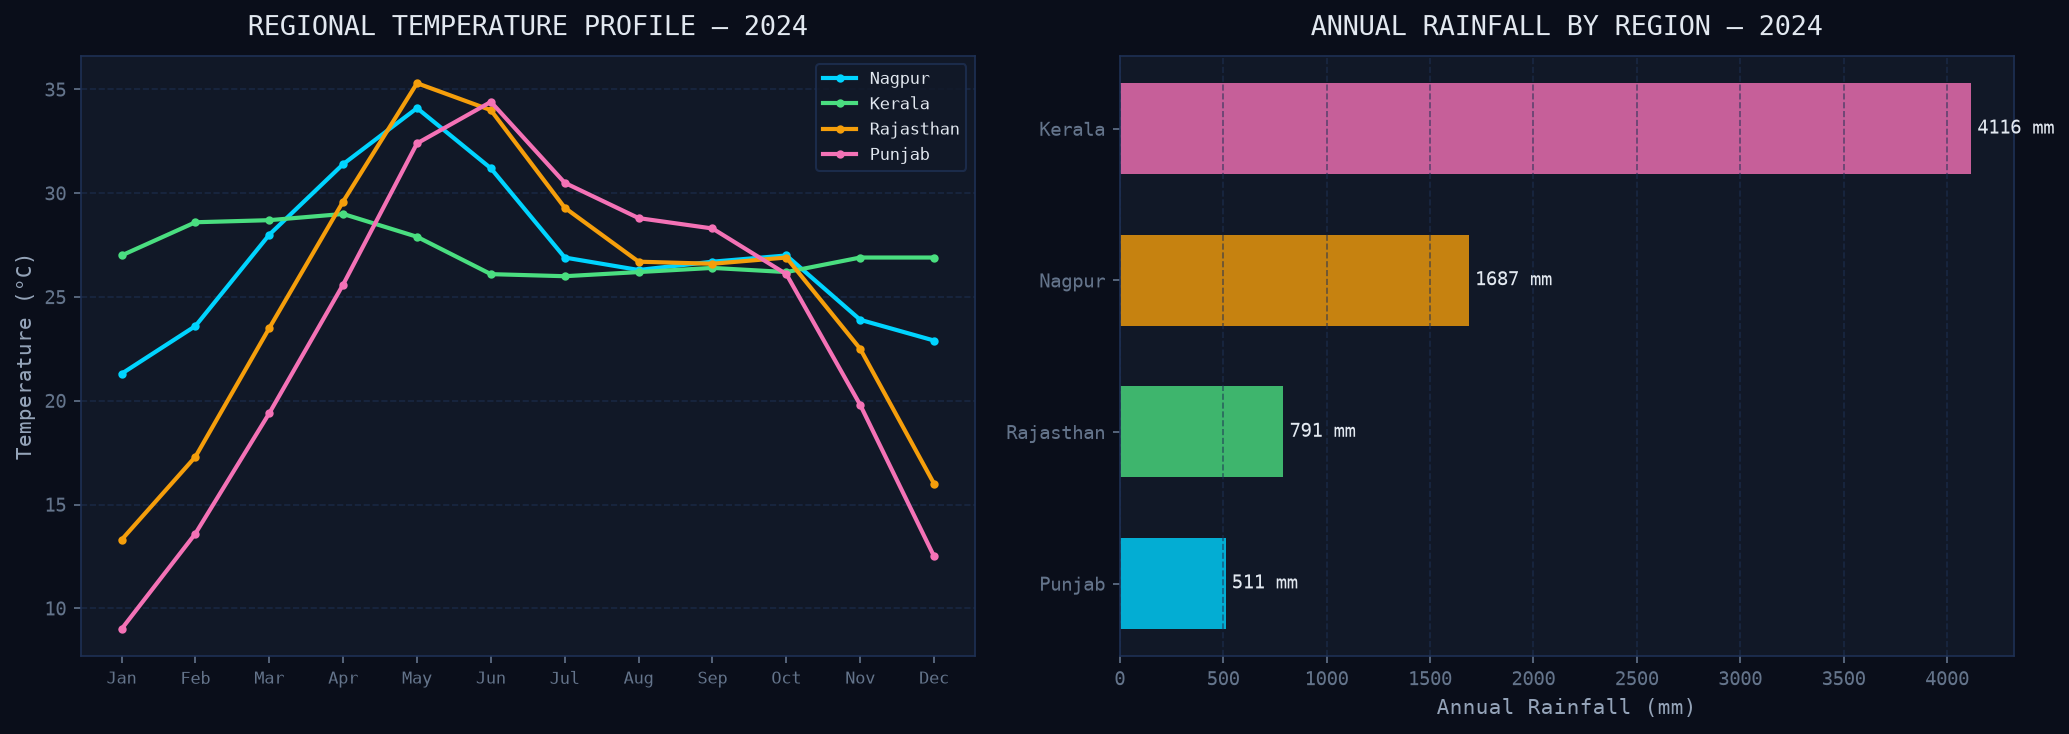 REGIONAL TEMPERATURE PROFILE — 2024
Temperature (°C)
35
30
25
20
15
10
Jan Feb Mar Apr May Jun Jul Aug Sep Oct Nov Dec
Nagpur
Kerala
Rajasthan
Punjab
ANNUAL RAINFALL BY REGION — 2024
Kerala 4116 mm
Nagpur 1687 mm
Rajasthan 791 mm
Punjab 511 mm
0 500 1000 1500 2000 2500 3000 3500 4000
Annual Rainfall (mm)